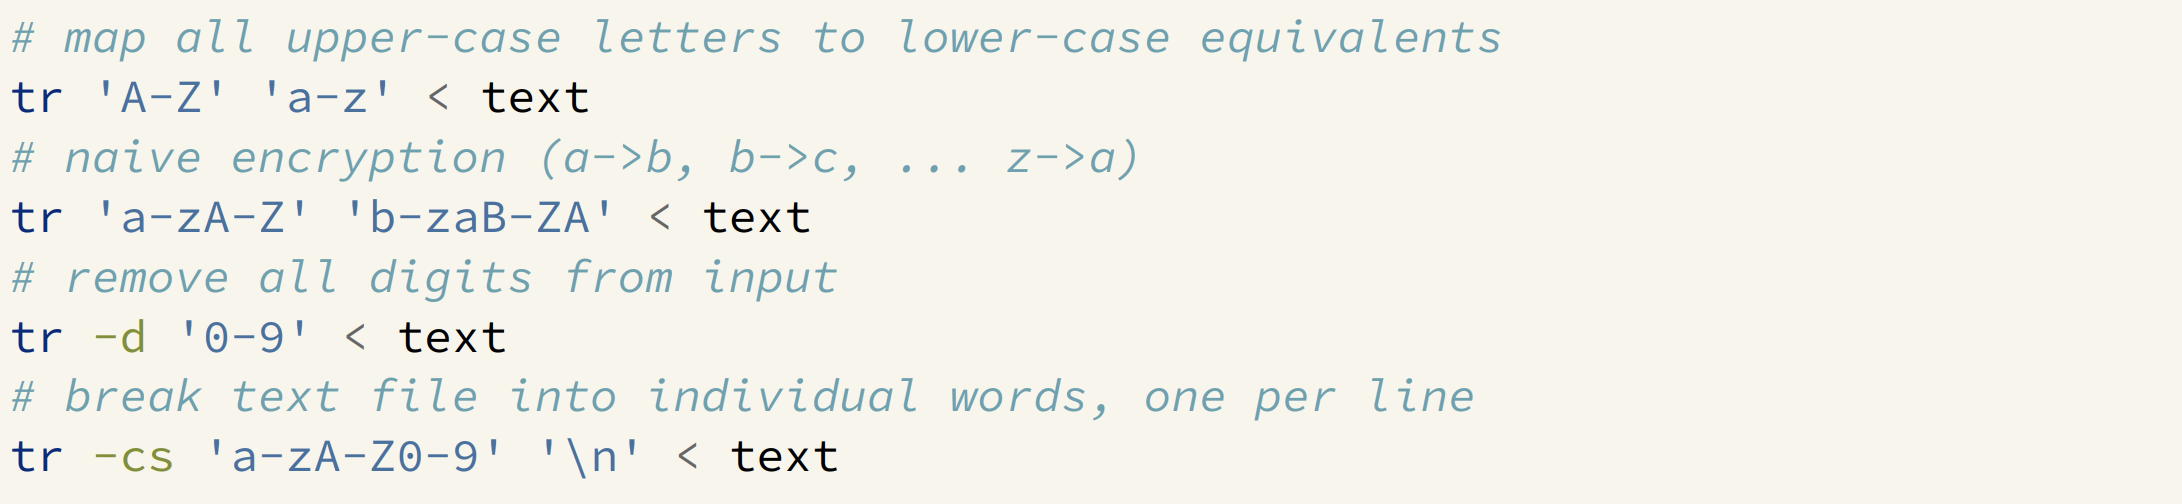 # map all upper-case letters to lower-case equivalents
tr 'A-Z' 'a-z' < text
# naive encryption (a->b, b->c, ... z->a)
tr 'a-zA-Z' 'b-zaB-ZA' < text
# remove all digits from input
tr -d '0-9' < text
# break text file into individual words, one per line
tr -cs 'a-zA-Z0-9' '\n' < text